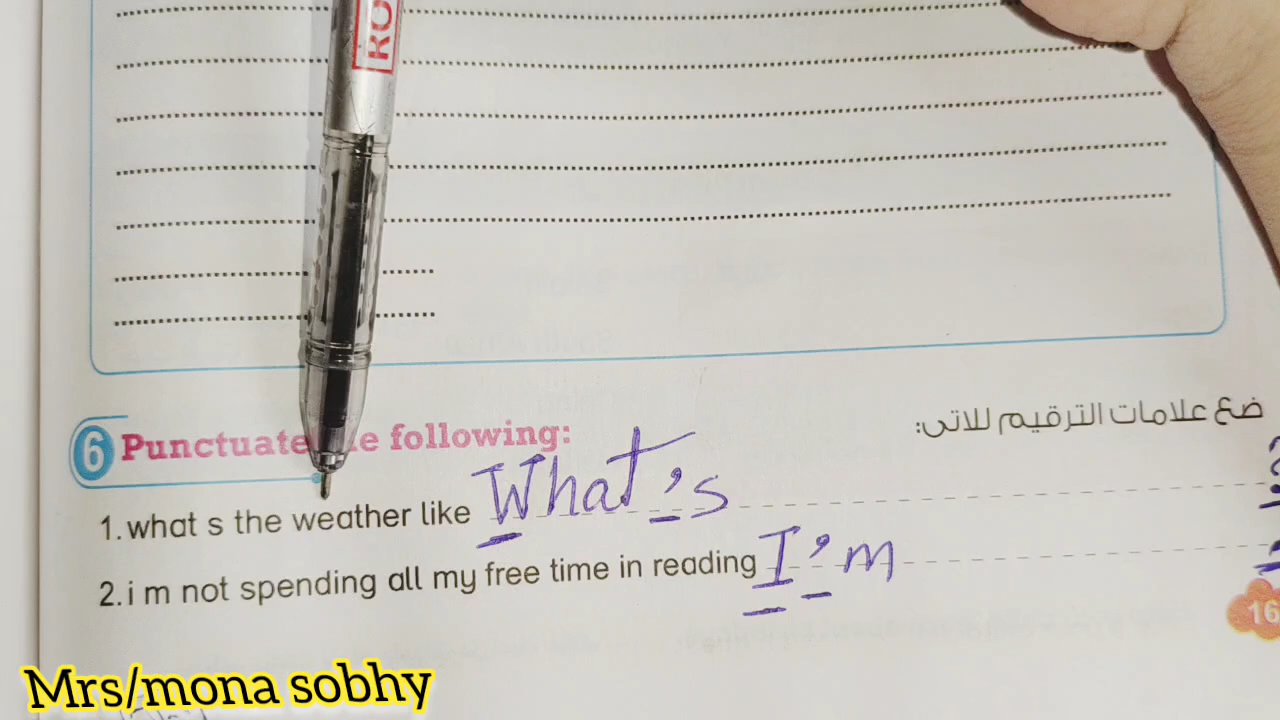 RO
6 Punctuate following:
ضع علامات الترقيم للاتى:
1. what s the weather like What's ?
2. i m not spending all my free time in reading I'm
16
Mrs/mona sobhy